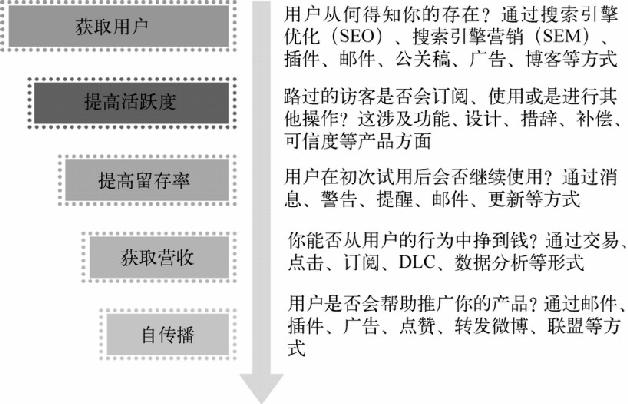 获取用户
用户从何得知你的存在？通过搜索引擎
优化（SEO）、搜索引擎营销（SEM）、
插件、邮件、公关稿、广告、博客等方式
提高活跃度
路过的访客是否会订阅、使用或是进行其
他操作？这涉及功能、设计、措辞、补偿、
可信度等产品方面
提高留存率
用户在初次试用后会否继续使用？通过消
息、警告、提醒、邮件、更新等方式
获取营收
你能否从用户的行为中挣到钱？通过交易、
点击、订阅、DLC、数据分析等形式
自传播
用户是否会帮助推广你的产品？通过邮件、
插件、广告、点赞、转发微博、联盟等方
式